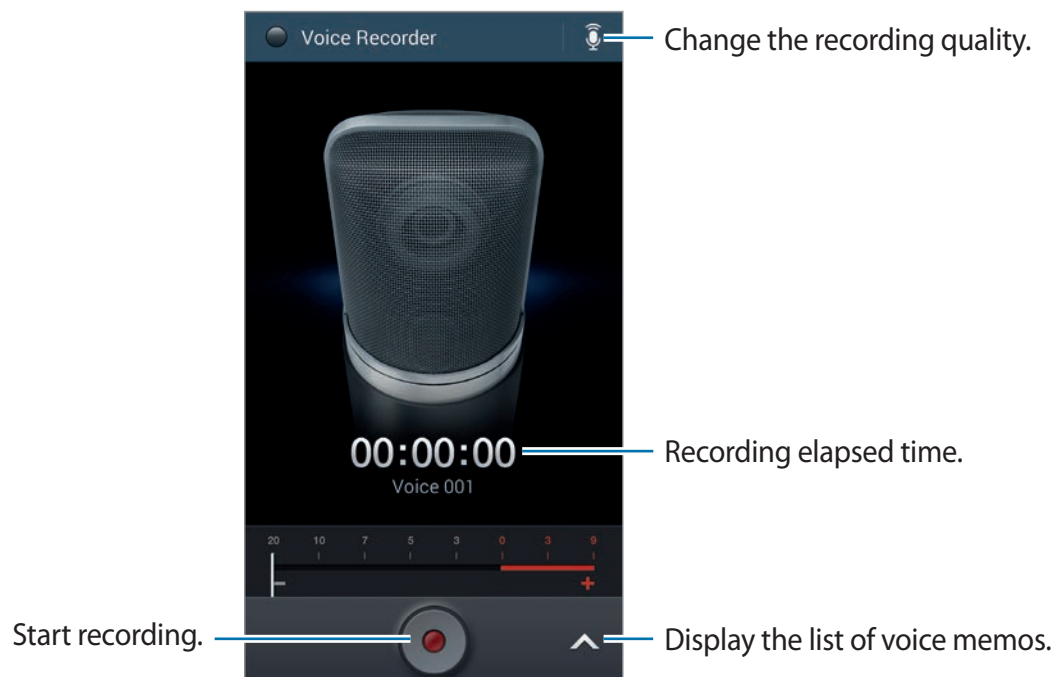 Voice Recorder
Change the recording quality.
00:00:00
Recording elapsed time.
Voice 001
20 10 7 5 3 0 3 9
− +
Start recording.
Display the list of voice memos.